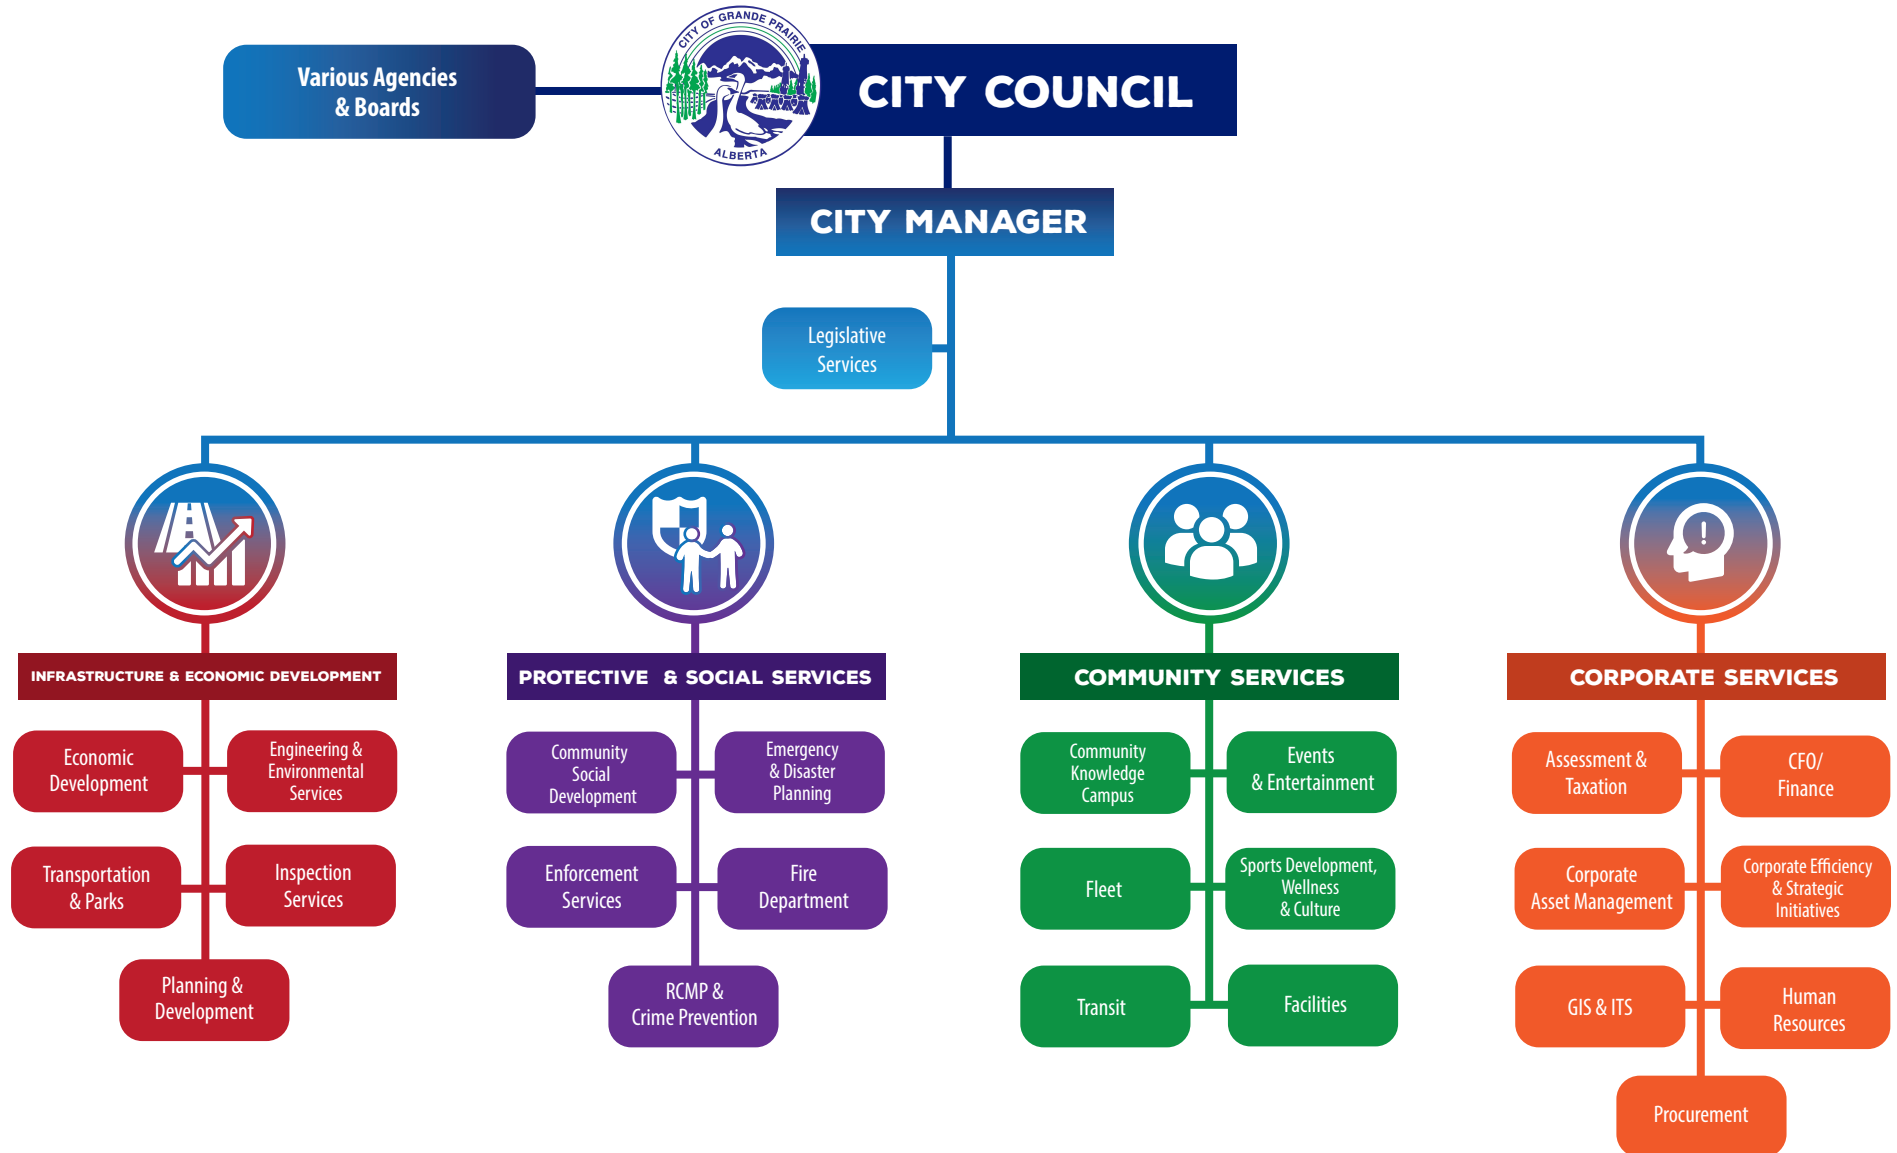 Various Agencies
& Boards
CITY OF GRANDE PRAIRIE
ALBERTA
CITY COUNCIL
CITY MANAGER
Legislative
Services
INFRASTRUCTURE & ECONOMIC DEVELOPMENT
Economic
Development
Engineering &
Environmental
Services
Transportation
& Parks
Inspection
Services
Planning &
Development
PROTECTIVE & SOCIAL SERVICES
Community
Social
Development
Emergency
& Disaster
Planning
Enforcement
Services
Fire
Department
RCMP &
Crime Prevention
COMMUNITY SERVICES
Community
Knowledge
Campus
Events
& Entertainment
Fleet
Sports Development,
Wellness
& Culture
Transit
Facilities
CORPORATE SERVICES
Assessment &
Taxation
CFO/
Finance
Corporate
Asset Management
Corporate Efficiency
& Strategic
Initiatives
GIS & ITS
Human
Resources
Procurement